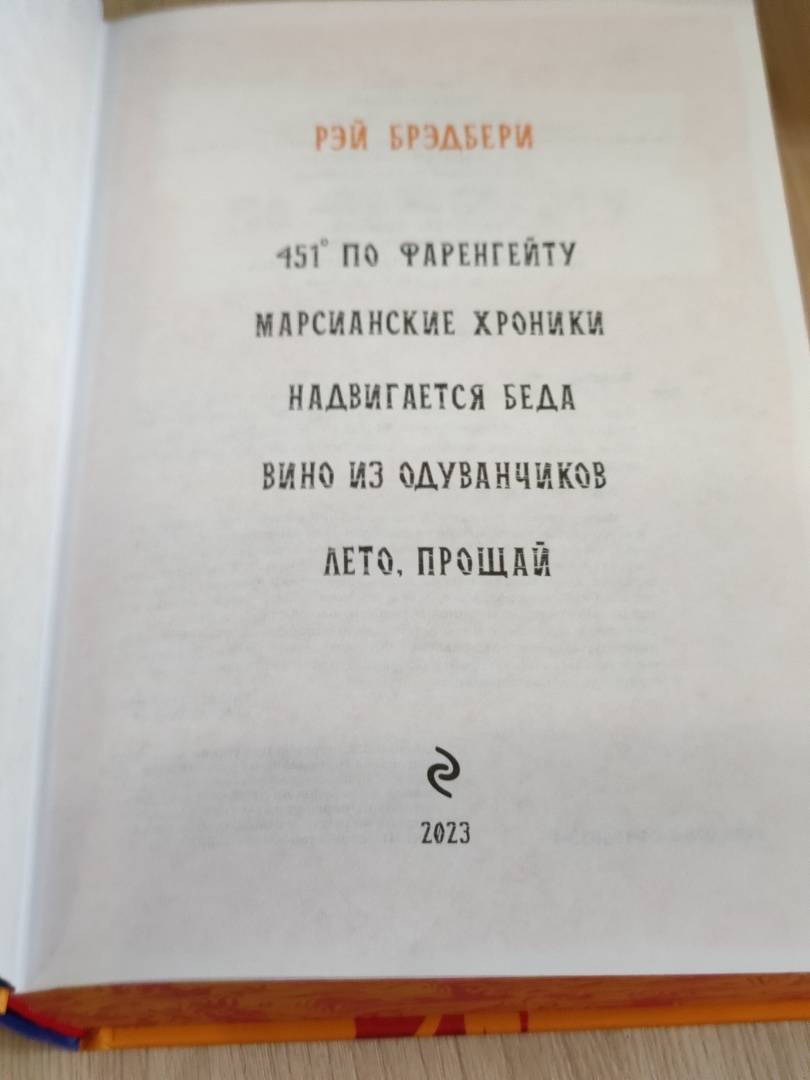 РЭЙ БРЭДБЕРИ
451° ПО ФАРЕНГЕЙТУ
МАРСИАНСКИЕ ХРОНИКИ
НАДВИГАЕТСЯ БЕДА
ВИНО ИЗ ОДУВАНЧИКОВ
ЛЕТО, ПРОЩАЙ
2023